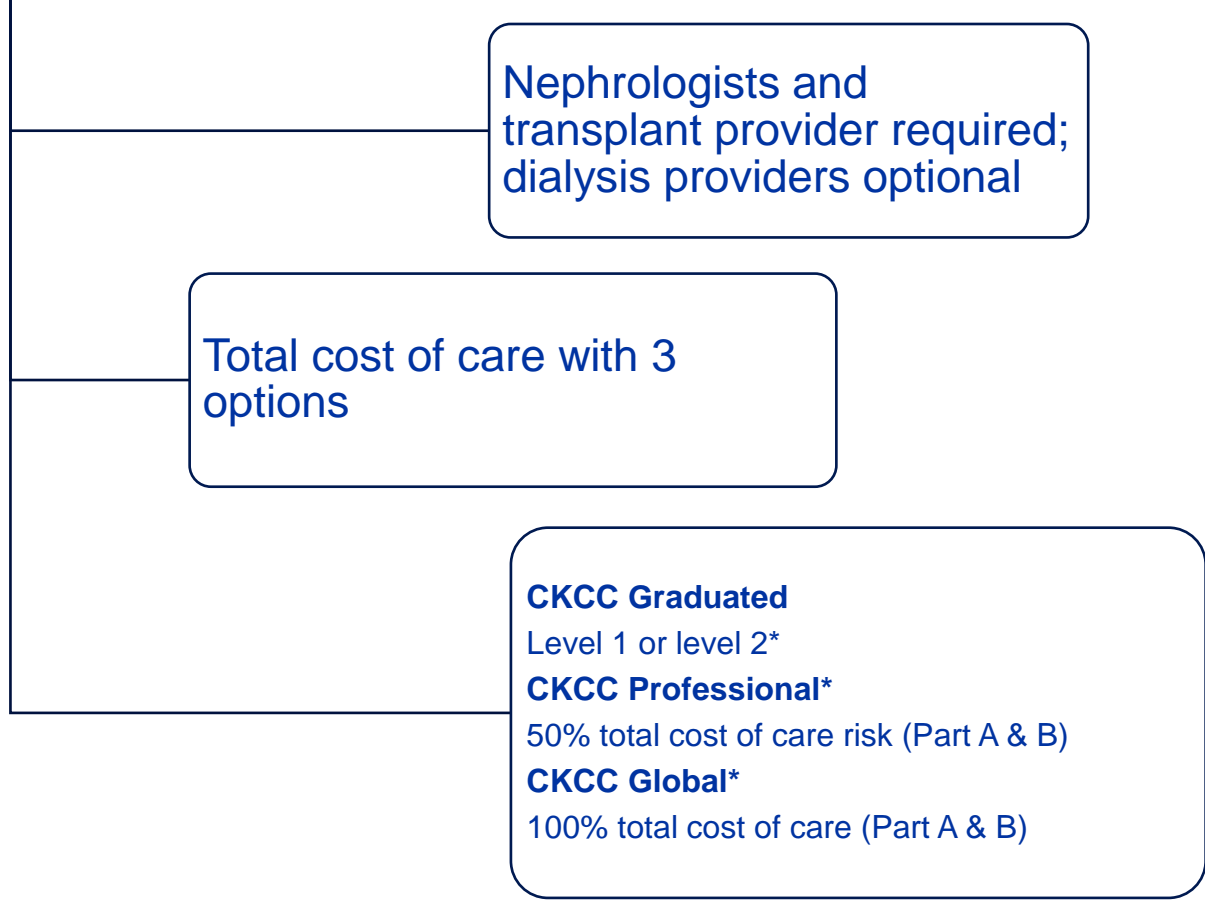 Nephrologists and
transplant provider required;
dialysis providers optional
Total cost of care with 3
options
CKCC Graduated
Level 1 or level 2*
CKCC Professional*
50% total cost of care risk (Part A & B)
CKCC Global*
100% total cost of care (Part A & B)